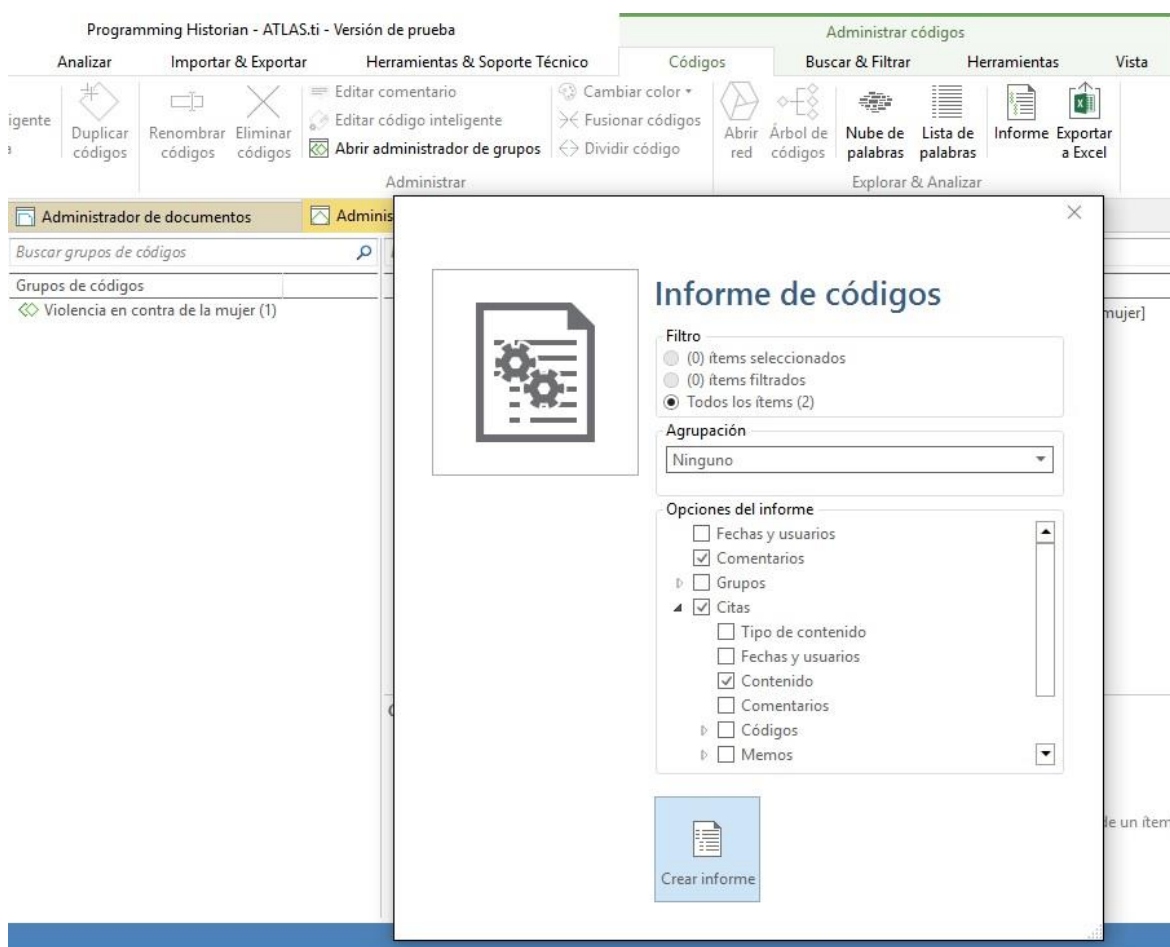 Programming Historian - ATLAS.ti - Versión de prueba
Administrar códigos
Analizar Importar & Exportar Herramientas & Soporte Técnico Códigos Buscar & Filtrar Herramientas Vista
Duplicar códigos
Renombrar códigos
Eliminar códigos
Editar comentario
Editar código inteligente
Abrir administrador de grupos
Cambiar color
Fusionar códigos
Dividir código
Abrir red
Árbol de códigos
Nube de palabras
Lista de palabras
Informe
Exportar a Excel
Administrar
Explorar & Analizar
Administrador de documentos
Adminis
Buscar grupos de códigos
Grupos de códigos
Violencia en contra de la mujer (1)
mujer]
Informe de códigos
Filtro
(0) ítems seleccionados
(0) ítems filtrados
Todos los ítems (2)
Agrupación
Ninguno
Opciones del informe
Fechas y usuarios
Comentarios
Grupos
Citas
Tipo de contenido
Fechas y usuarios
Contenido
Comentarios
Códigos
Memos
de un ítem
Crear informe